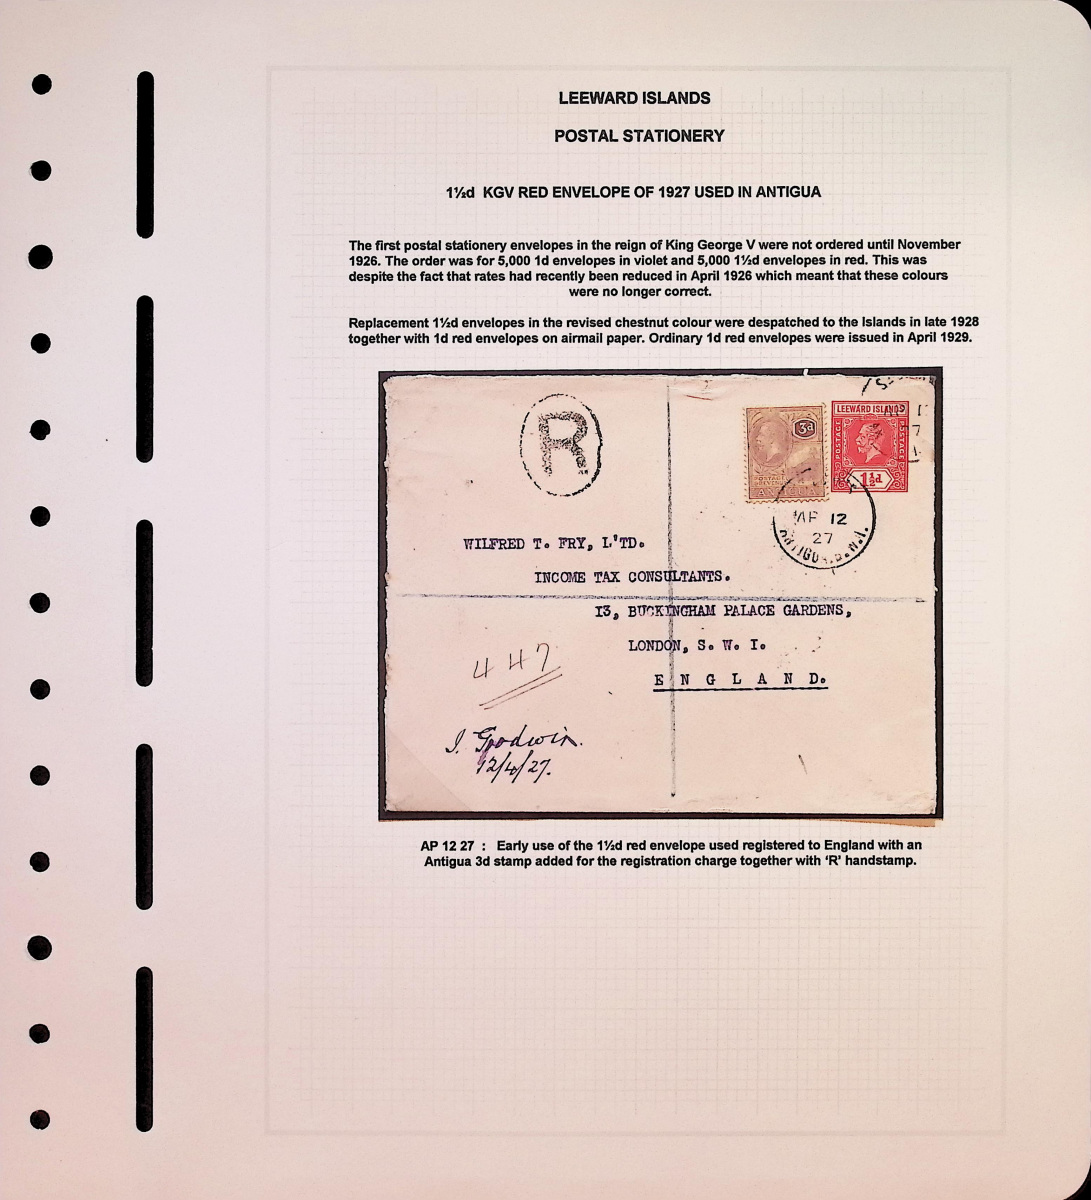 LEEWARD ISLANDS
POSTAL STATIONERY
1½d KGV RED ENVELOPE OF 1927 USED IN ANTIGUA
The first postal stationery envelopes in the reign of King George V were not ordered until November
1926. The order was for 5,000 1d envelopes in violet and 5,000 1½d envelopes in red. This was
despite the fact that rates had recently been reduced in April 1926 which meant that these colours
were no longer correct.
Replacement 1½d envelopes in the revised chestnut colour were despatched to the Islands in late 1928
together with 1d red envelopes on airmail paper. Ordinary 1d red envelopes were issued in April 1929.
R
3d
POSTAGE
ANTIGUA
LEEWARD ISLANDS
POSTAGE
POSTAGE
1½d
AP 12
27
WILFRED T. FRY, L'TD.
INCOME TAX CONSULTANTS.
13, BUCKINGHAM PALACE GARDENS,
LONDON, S. W. I.
E N G L A N D.
447
I. Goodwin.
12/4/27.
AP 12 27 : Early use of the 1½d red envelope used registered to England with an
Antigua 3d stamp added for the registration charge together with 'R' handstamp.